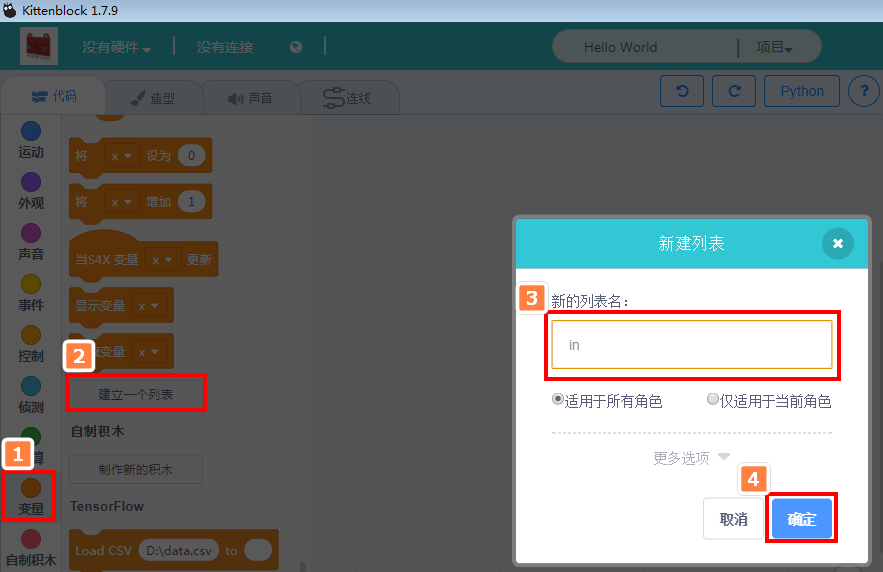 Kittenblock 1.7.9
没有硬件
没有连接
Hello World
项目
代码
造型
声音
连线
Python
?
运动
外观
声音
事件
控制
侦测
算
变量
自制积木
将 x 设为 0
将 x 增加 1
当S4X 变量 x 更新
显示变量 x
变量 x
建立一个列表
自制积木
制作新的积木
TensorFlow
Load CSV D:\data.csv to
1
2
新建列表
3
新的列表名：
in
适用于所有角色
仅适用于当前角色
更多选项
4
取消
确定